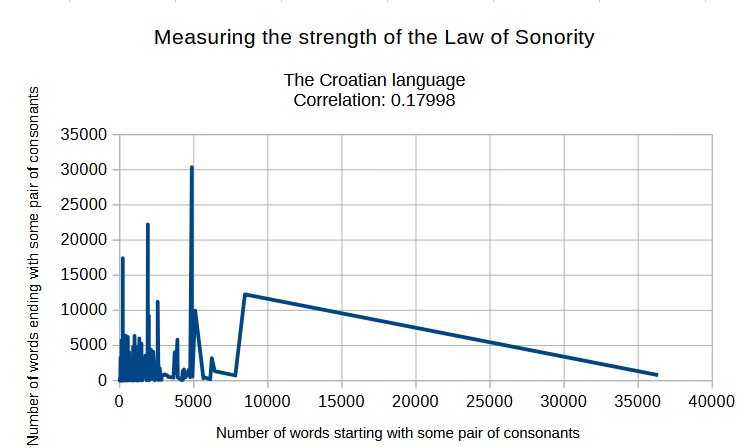 Measuring the strength of the Law of Sonority
The Croatian language
Correlation: 0.17998
Number of words ending with some pair of consonants
35000
30000
25000
20000
15000
10000
5000
0
0 5000 10000 15000 20000 25000 30000 35000 40000
Number of words starting with some pair of consonants